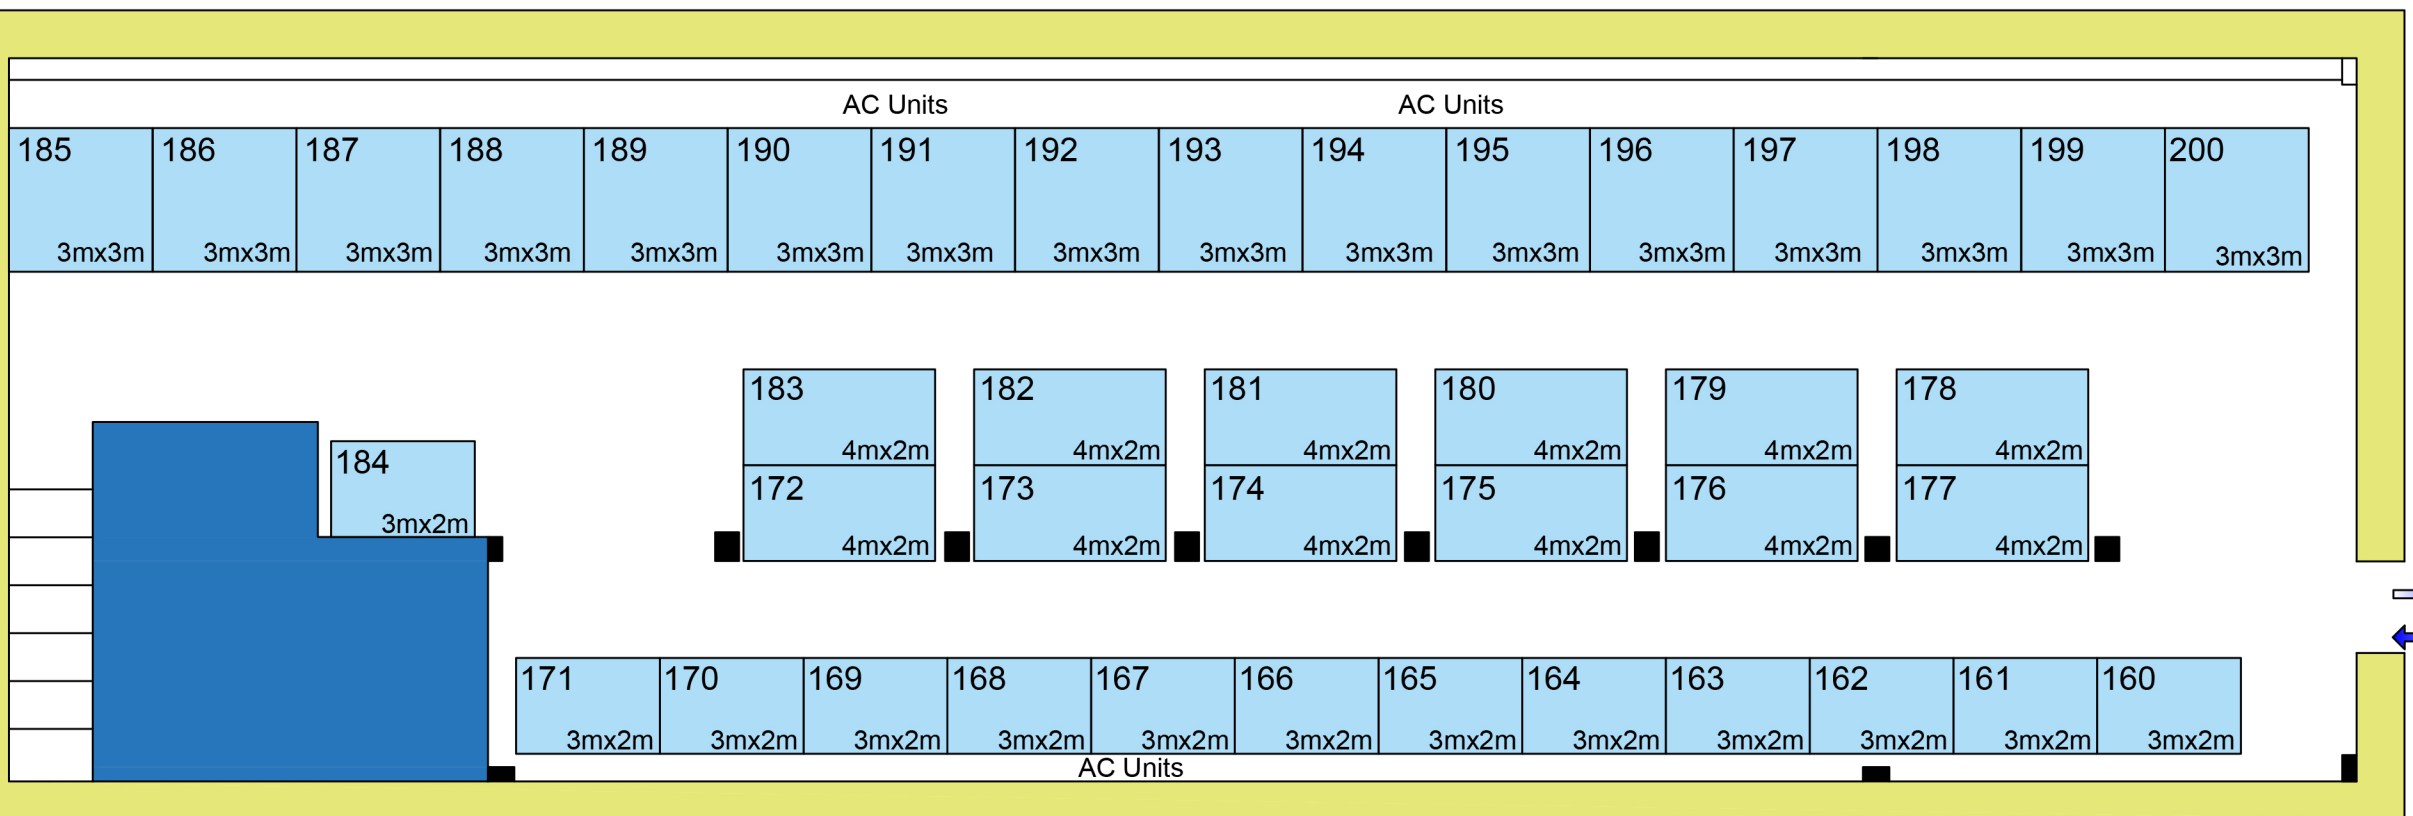 AC Units AC Units
185 186 187 188 189 190 191 192 193 194 195 196 197 198 199 200
3mx3m 3mx3m 3mx3m 3mx3m 3mx3m 3mx3m 3mx3m 3mx3m 3mx3m 3mx3m 3mx3m 3mx3m 3mx3m 3mx3m 3mx3m 3mx3m
183 182 181 180 179 178
4mx2m 4mx2m 4mx2m 4mx2m 4mx2m 4mx2m
184
3mx2m
172 173 174 175 176 177
4mx2m 4mx2m 4mx2m 4mx2m 4mx2m 4mx2m
171 170 169 168 167 166 165 164 163 162 161 160
3mx2m 3mx2m 3mx2m 3mx2m 3mx2m 3mx2m 3mx2m 3mx2m 3mx2m 3mx2m 3mx2m 3mx2m
AC Units